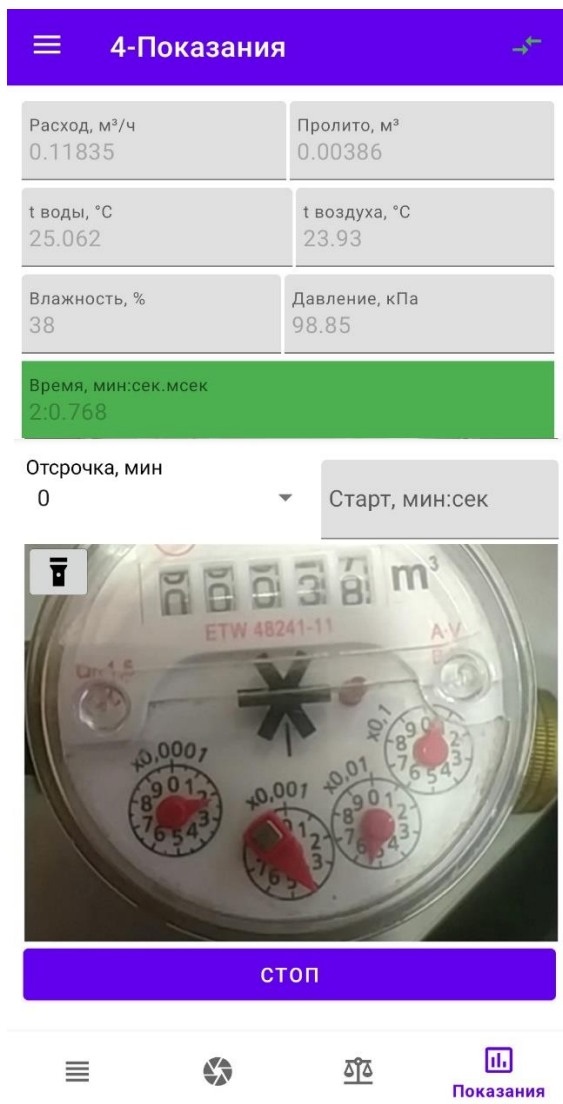 4-Показания
Расход, м³/ч
0.11835
Пролито, м³
0.00386
t воды, °C
25.062
t воздуха, °C
23.93
Влажность, %
38
Давление, кПа
98.85
Время, мин:сек.мсек
2:0.768
Отсрочка, мин
0
Старт, мин:сек
m³
ETW 48241-11
A-V
x0,1
x0,0001
x0,001
x0,01
СТОП
Показания